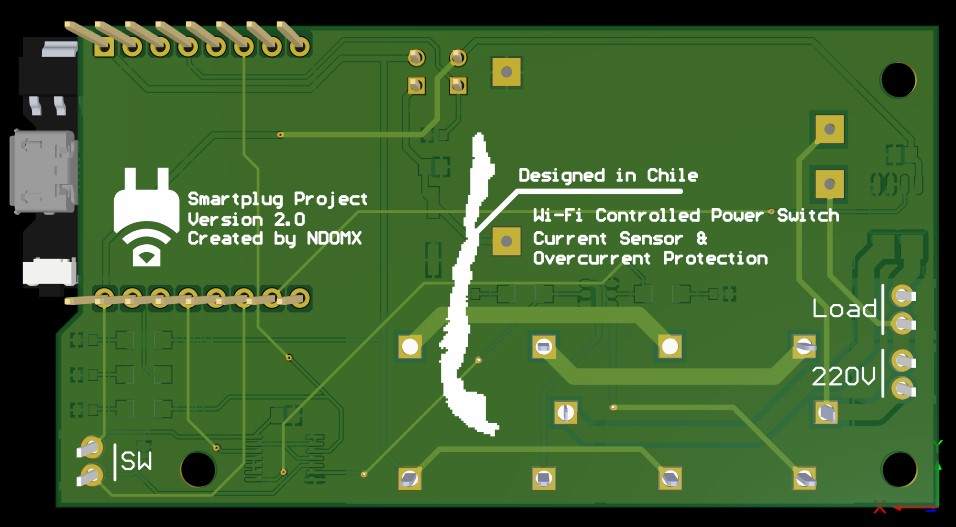 Designed in Chile
Smartplug Project
Version 2.0
Created by NDOMX
Wi-Fi Controlled Power Switch
Current Sensor &
Overcurrent Protection
Load
220V
SW
Y
X